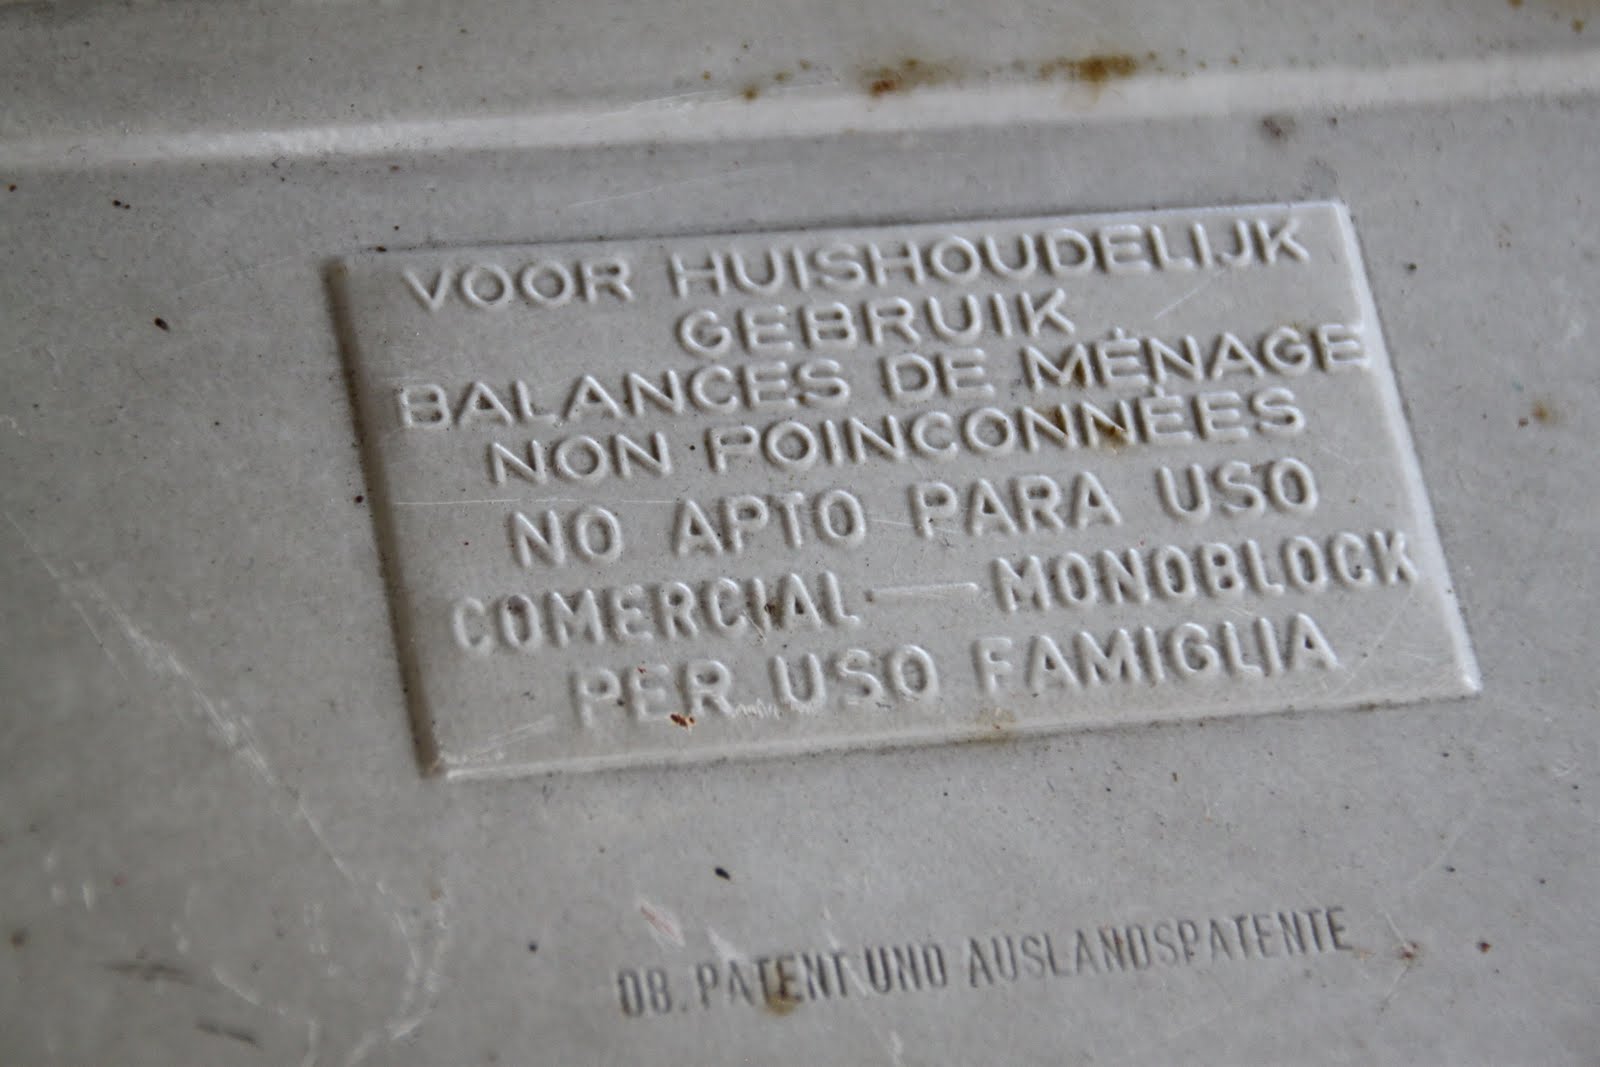 VOOR HUISHOUDELIJK
GEBRUIK
BALANCES DE MÉNAGE
NON POINCONNÉES
NO APTO PARA USO
COMERCIAL — MONOBLOCK
PER USO FAMIGLIA
DB. PATENT UND AUSLANDSPATENTE